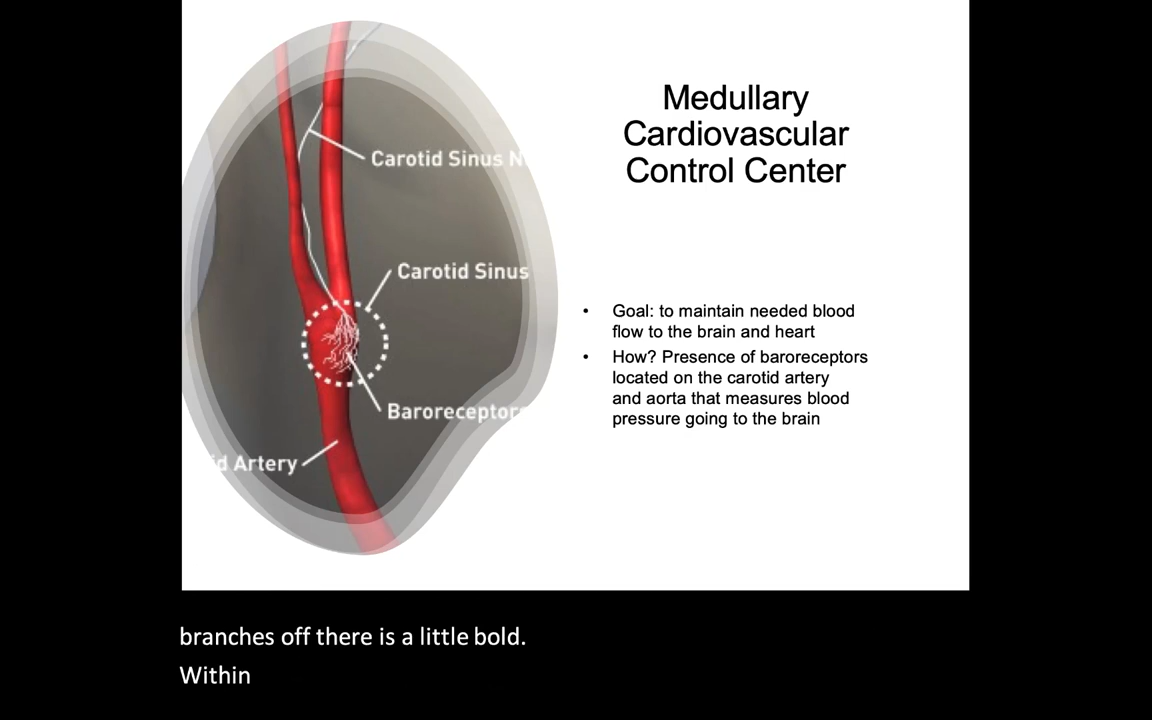 Medullary
Cardiovascular
Control Center
Carotid Sinus N
Carotid Sinus
Baroreceptors
id Artery
• Goal: to maintain needed blood
flow to the brain and heart
• How? Presence of baroreceptors
located on the carotid artery
and aorta that measures blood
pressure going to the brain
branches off there is a little bold.
Within